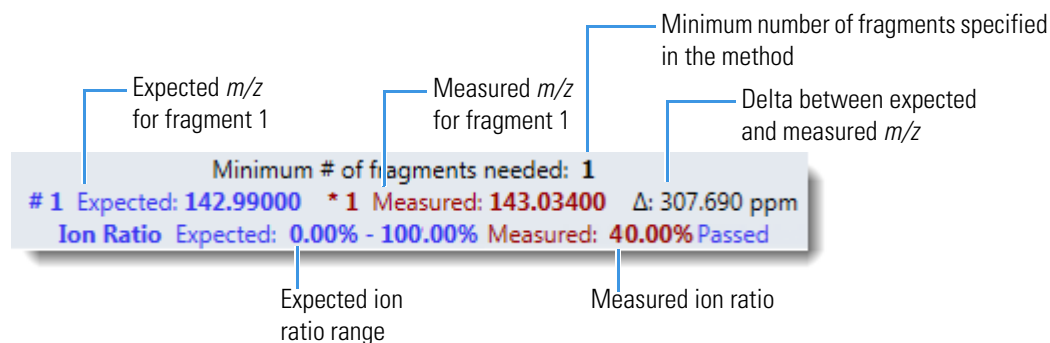 Minimum number of fragments specified
in the method
Expected m/z
for fragment 1
Measured m/z
for fragment 1
Delta between expected
and measured m/z
Minimum # of fragments needed: 1
# 1 Expected: 142.99000 * 1 Measured: 143.03400 Δ: 307.690 ppm
Ion Ratio Expected: 0.00% - 100.00% Measured: 40.00% Passed
Expected ion
ratio range
Measured ion ratio